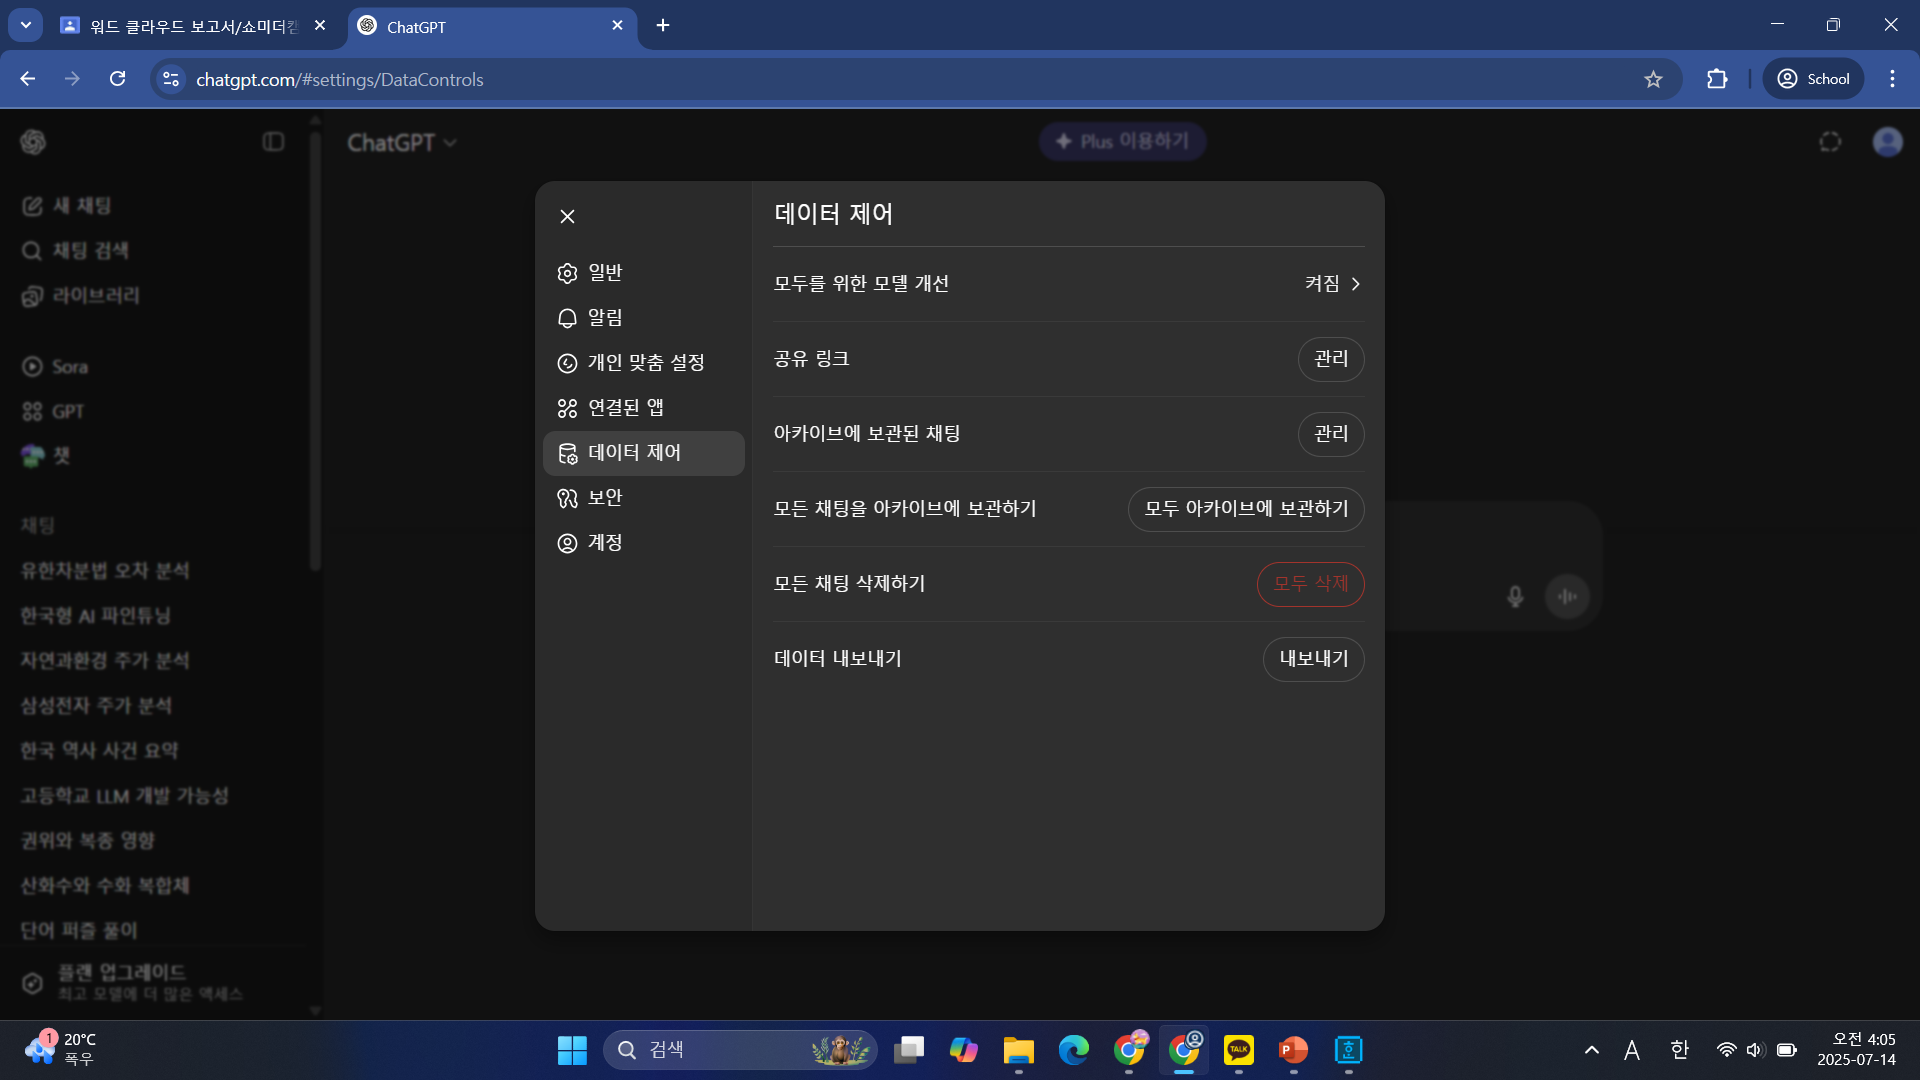 워드 클라우드 보고서/쇼미더캠
ChatGPT
chatgpt.com/#settings/DataControls
School
ChatGPT
Plus 이용하기
새 채팅
채팅 검색
라이브러리
Sora
GPT
챗
채팅
유한차분법 오차 분석
한국형 AI 파인튜닝
자연과환경 주가 분석
삼성전자 주가 분석
한국 역사 사건 요약
고등학교 LLM 개발 가능성
권위와 복종 영향
산화수와 수화 복합체
단어 퍼즐 풀이
플랜 업그레이드
최고 모델에 더 많은 액세스
일반
알림
개인 맞춤 설정
연결된 앱
데이터 제어
보안
계정
데이터 제어
모두를 위한 모델 개선 켜짐
공유 링크 관리
아카이브에 보관된 채팅 관리
모든 채팅을 아카이브에 보관하기 모두 아카이브에 보관하기
모든 채팅 삭제하기 모두 삭제
데이터 내보내기 내보내기
1
20°C
폭우
검색
TALK
P
한
A
한
오전 4:05
2025-07-14